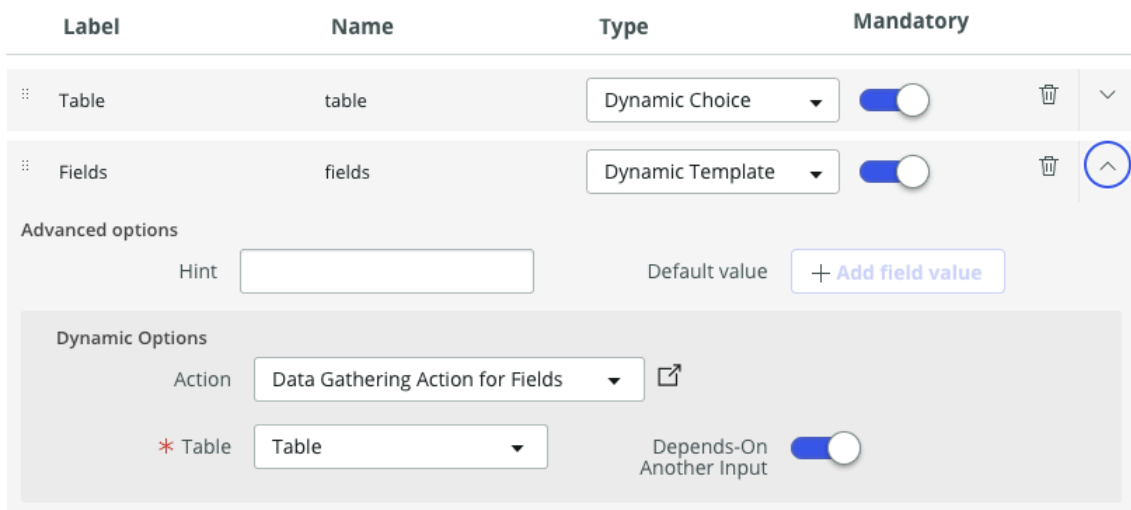 Label Name Type Mandatory
Table table Dynamic Choice
Fields fields Dynamic Template
Advanced options
Hint Default value + Add field value
Dynamic Options
Action Data Gathering Action for Fields
* Table Table Depends-On
Another Input